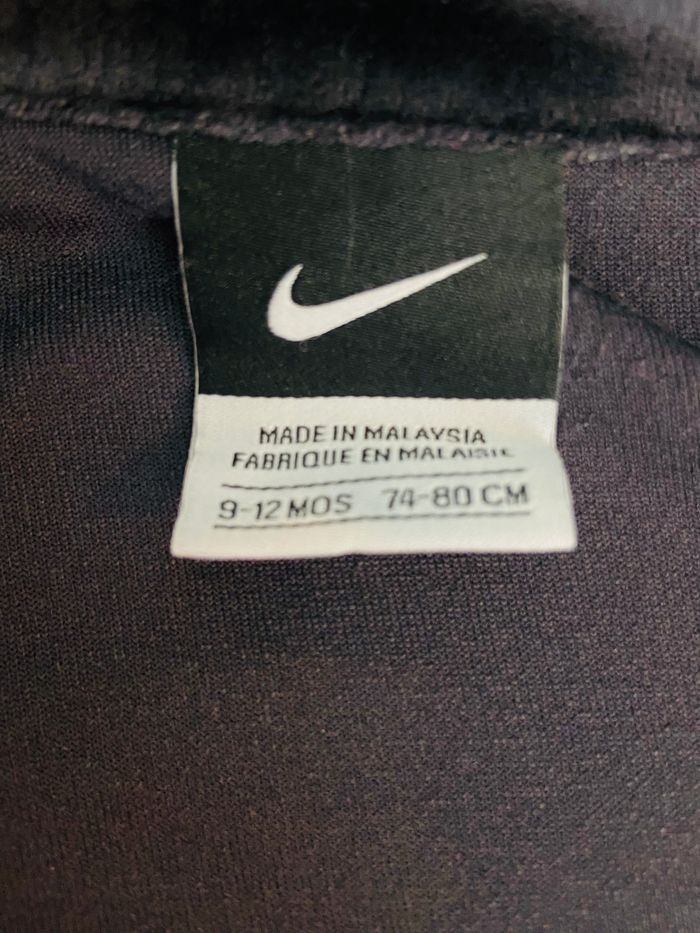 MADE IN MALAYSIA
FABRIQUE EN MALAISIE
9-12 MOS 74-80 CM